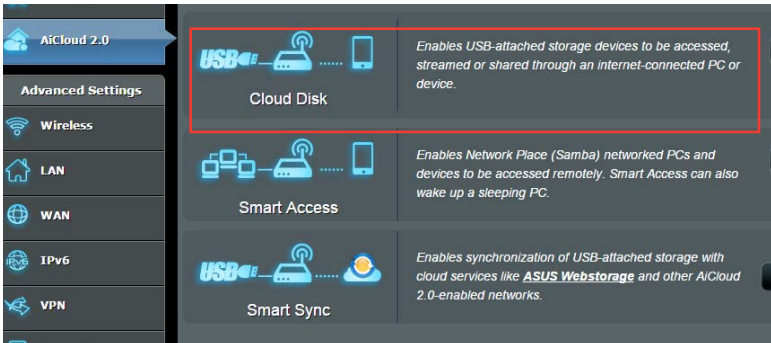 AiCloud 2.0
Advanced Settings
Wireless
LAN
WAN
IPv6
IPv6
VPN
USB
Cloud Disk
Enables USB-attached storage devices to be accessed,
streamed or shared through an internet-connected PC or
device.
Smart Access
Enables Network Place (Samba) networked PCs and
devices to be accessed remotely. Smart Access can also
wake up a sleeping PC.
USB
Smart Sync
Enables synchronization of USB-attached storage with
cloud services like ASUS Webstorage and other AiCloud
2.0-enabled networks.